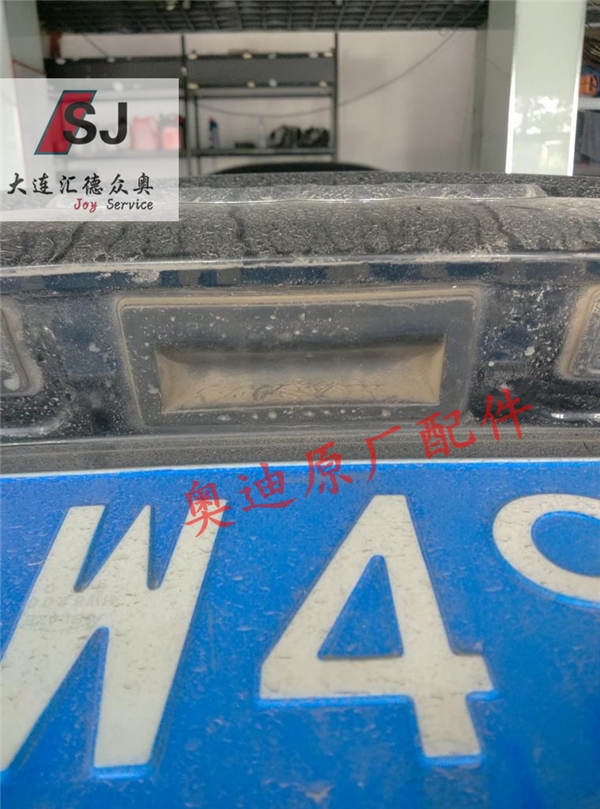 SJ
大连汇德众奥
Joy Service
奥迪原厂配件
W4